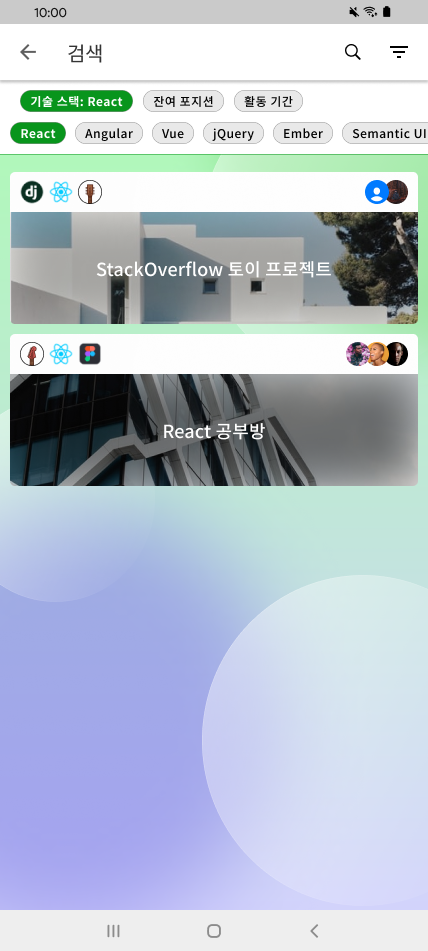 10:00
검색
기술 스택: React 잔여 포지션 활동 기간
React Angular Vue jQuery Ember Semantic UI
dj
StackOverflow 토이 프로젝트
React 공부방